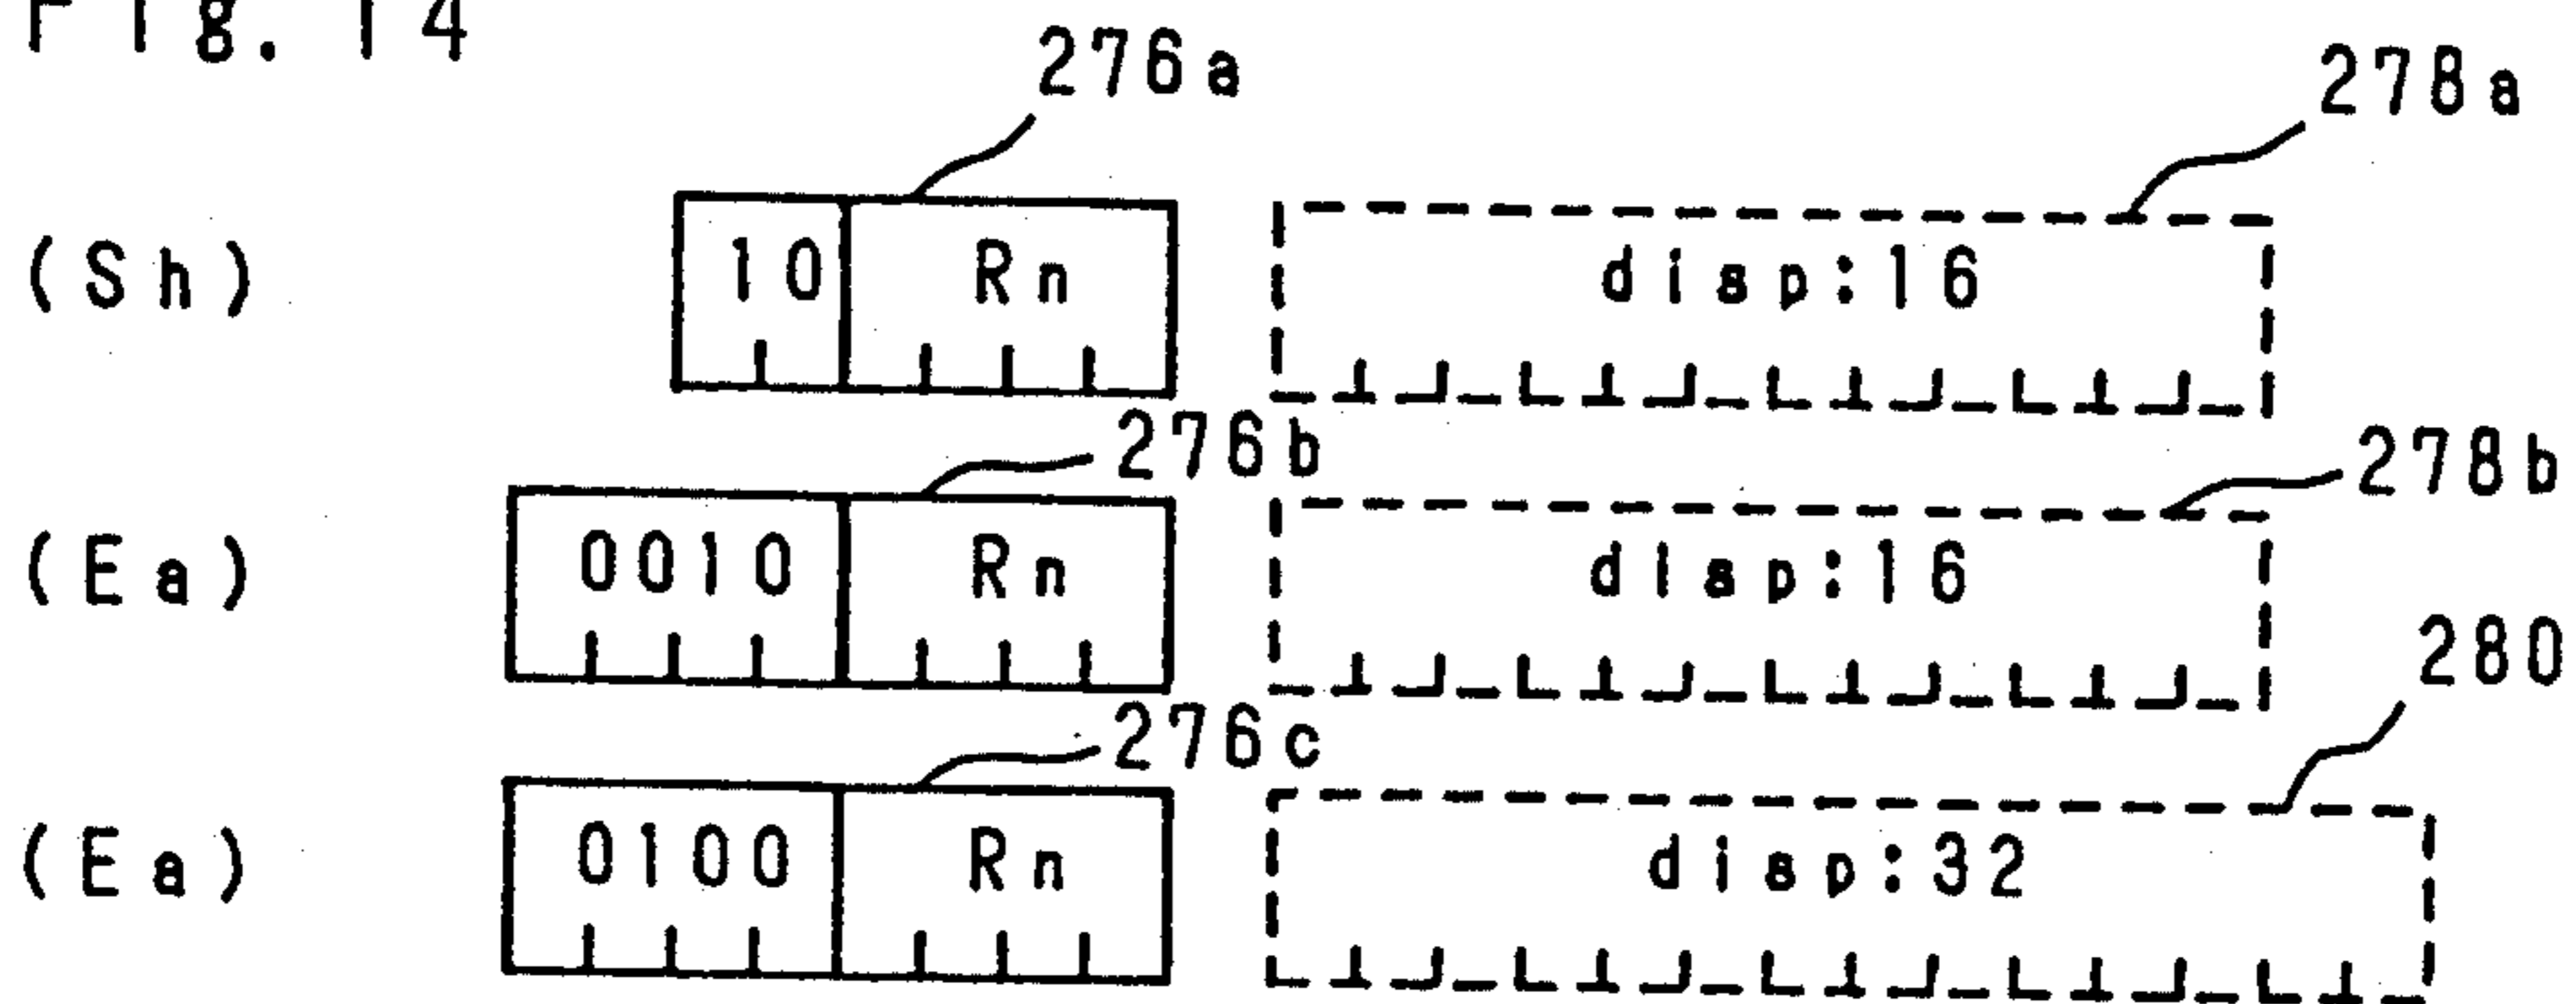 Fig. 14
276a
278a
(Sh) 10 Rn disp:16
276b
278b
(Ea) 0010 Rn disp:16
280
276c
(Ea) 0100 Rn disp:32